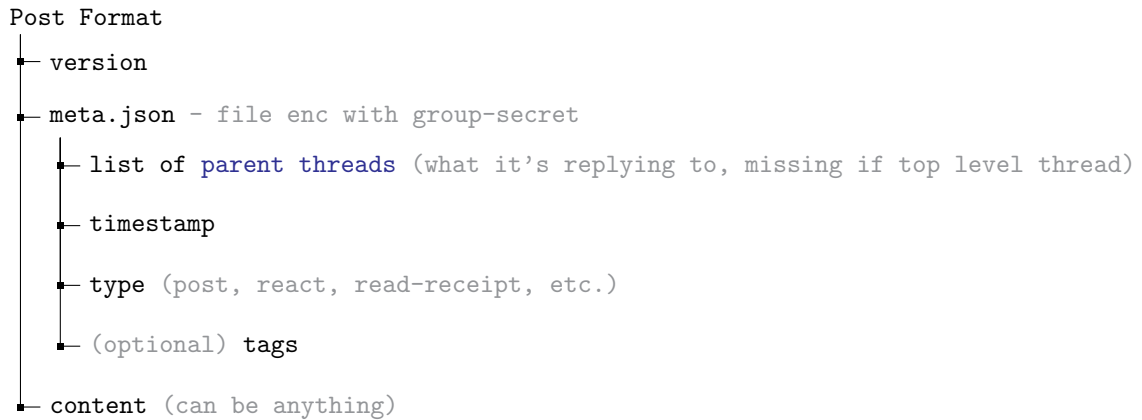 Post Format
version
meta.json - file enc with group-secret
list of parent threads (what it's replying to, missing if top level thread)
timestamp
type (post, react, read-receipt, etc.)
(optional) tags
content (can be anything)